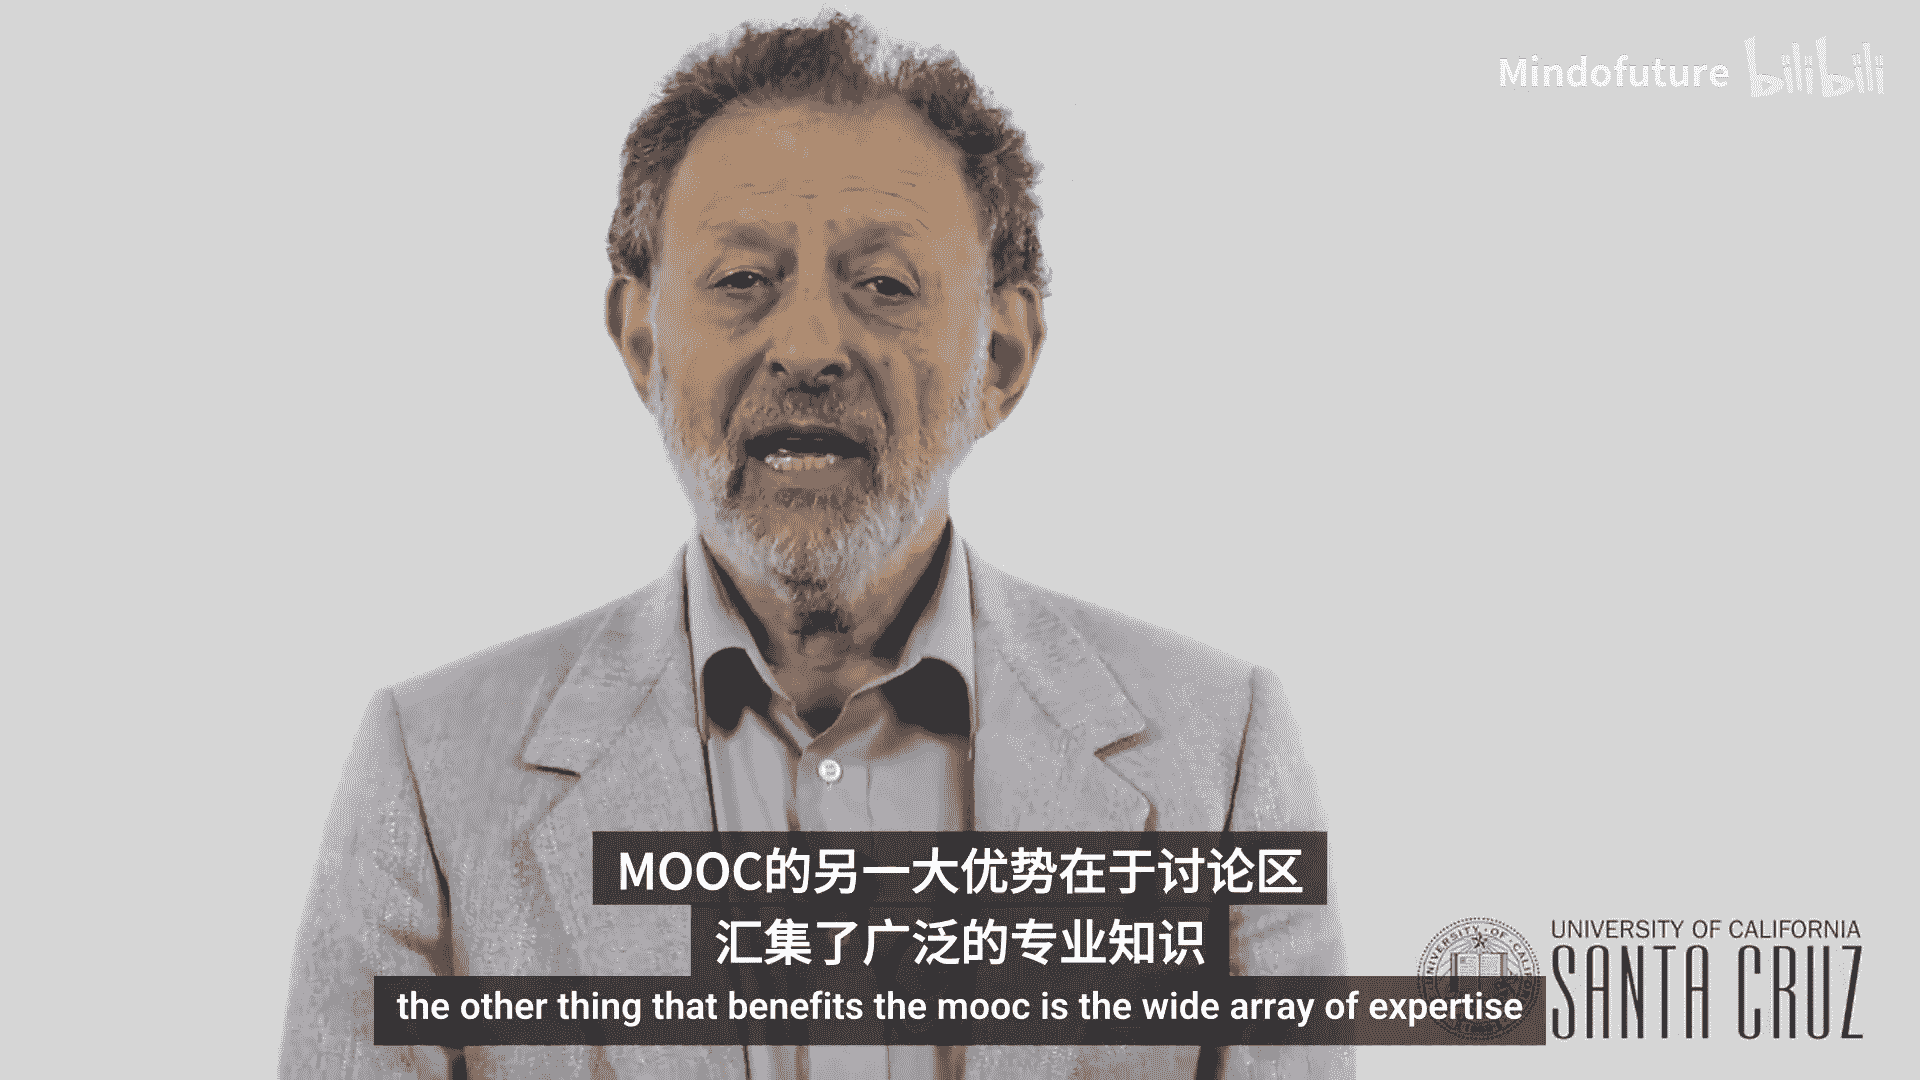 Mindofuture bilibili
MOOC的另一大优势在于讨论区
汇集了广泛的专业知识
the other thing that benefits the mooc is the wide array of expertise
UNIVERSITY OF CALIFORNIA
SANTA CRUZ